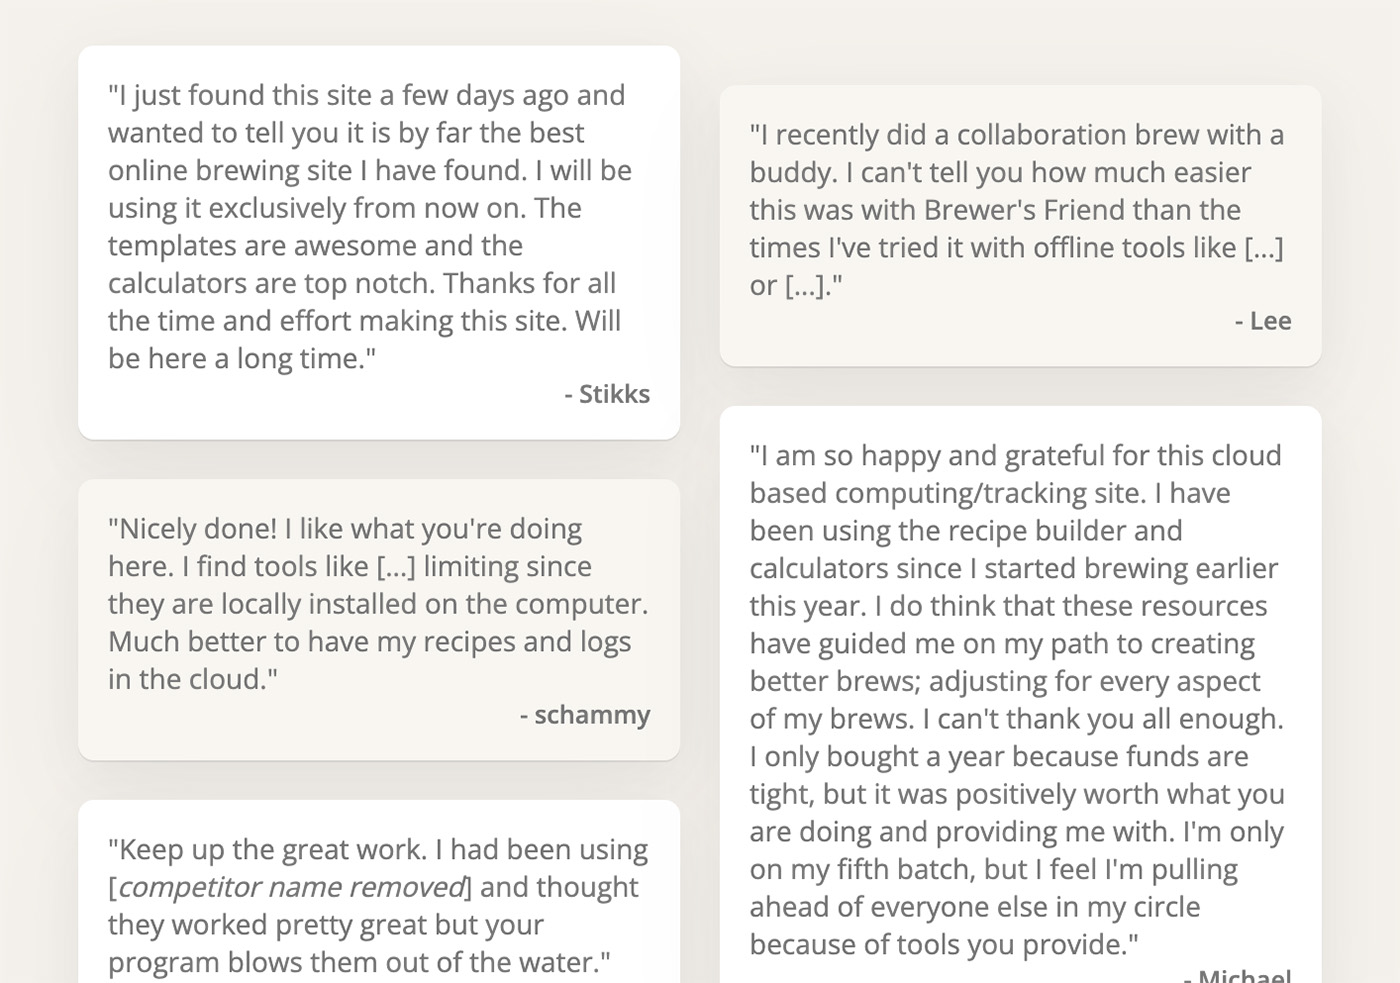 "I just found this site a few days ago and
wanted to tell you it is by far the best
online brewing site I have found. I will be
using it exclusively from now on. The
templates are awesome and the
calculators are top notch. Thanks for all
the time and effort making this site. Will
be here a long time."
- Stikks
"Nicely done! I like what you're doing
here. I find tools like [...] limiting since
they are locally installed on the computer.
Much better to have my recipes and logs
in the cloud."
- schammy
"Keep up the great work. I had been using
[competitor name removed] and thought
they worked pretty great but your
program blows them out of the water."
"I recently did a collaboration brew with a
buddy. I can't tell you how much easier
this was with Brewer's Friend than the
times I've tried it with offline tools like [...]
or [...]."
- Lee
"I am so happy and grateful for this cloud
based computing/tracking site. I have
been using the recipe builder and
calculators since I started brewing earlier
this year. I do think that these resources
have guided me on my path to creating
better brews; adjusting for every aspect
of my brews. I can't thank you all enough.
I only bought a year because funds are
tight, but it was positively worth what you
are doing and providing me with. I'm only
on my fifth batch, but I feel I'm pulling
ahead of everyone else in my circle
because of tools you provide."
- Michael